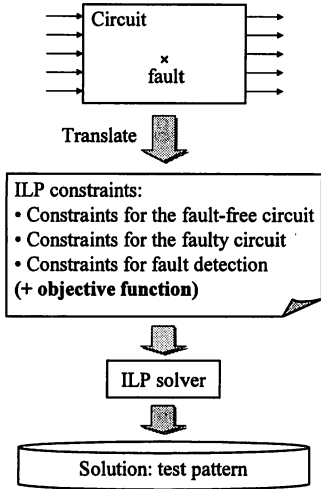 Circuit
×
fault
Translate
ILP constraints:
• Constraints for the fault-free circuit
• Constraints for the faulty circuit
• Constraints for fault detection
(+ objective function)
ILP solver
Solution: test pattern